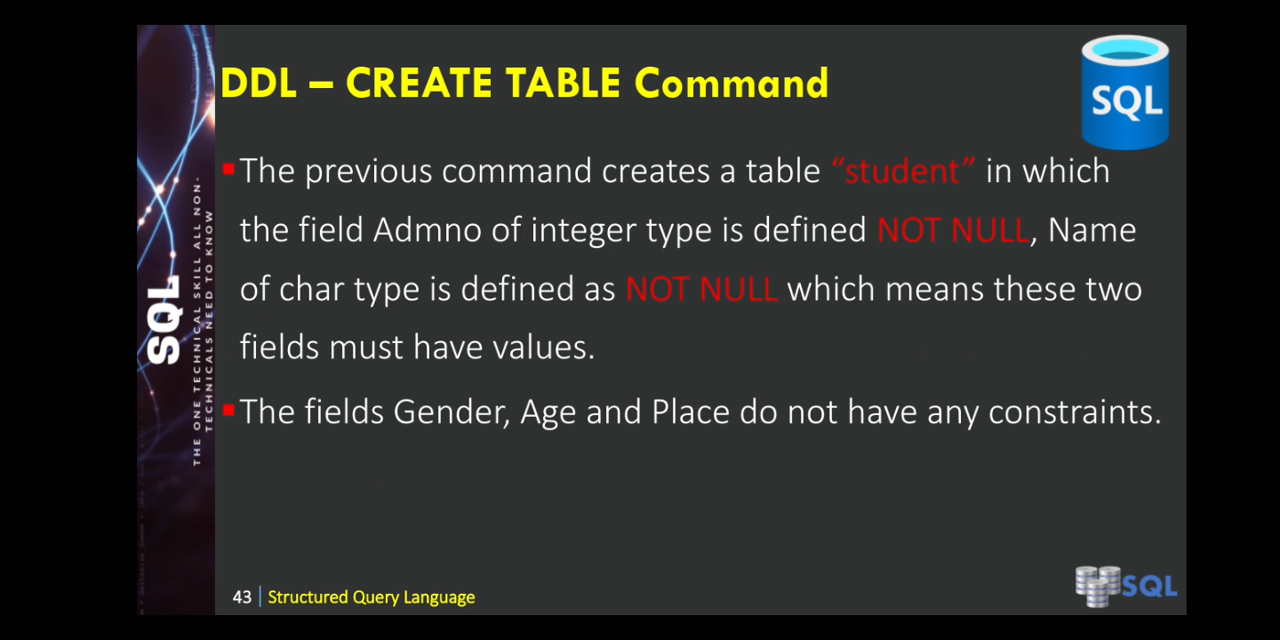 DDL – CREATE TABLE Command
SQL
▪The previous command creates a table “student” in which
the field Admno of integer type is defined NOT NULL, Name
of char type is defined as NOT NULL which means these two
fields must have values.
▪The fields Gender, Age and Place do not have any constraints.
SQL
THE ONE TECHNICAL SKILL ALL NON-
TECHNICALS NEED TO KNOW
43 | Structured Query Language
SQL